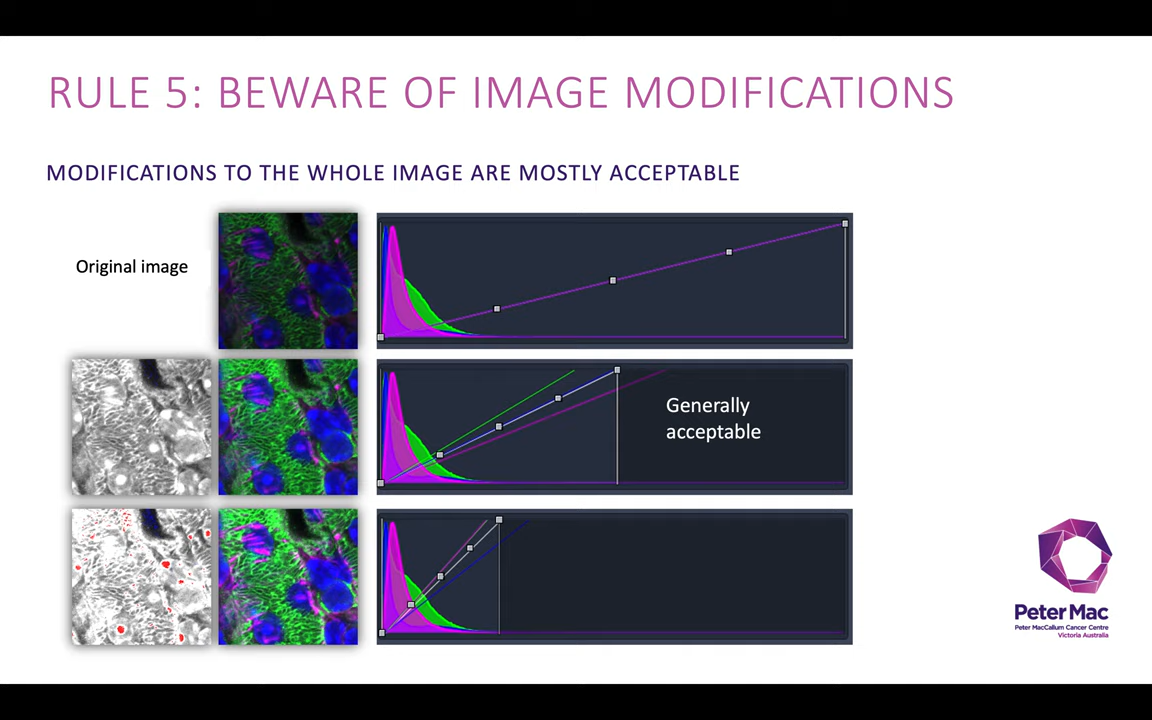 RULE 5: BEWARE OF IMAGE MODIFICATIONS
MODIFICATIONS TO THE WHOLE IMAGE ARE MOSTLY ACCEPTABLE
Original image
Generally
acceptable
Peter Mac
Peter MacCallum Cancer Centre
Victoria Australia